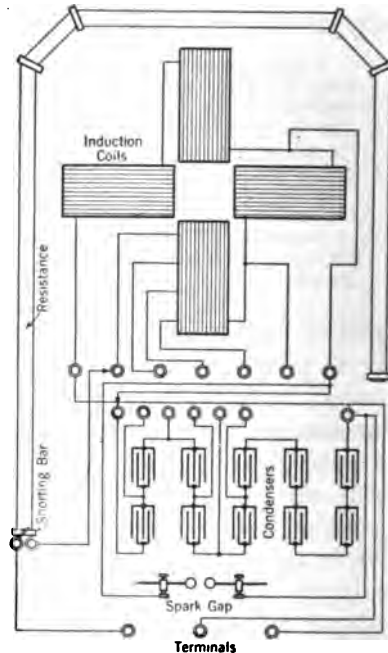 Induction
Coils
Resistance
Shorting Bar
Condensers
Spark Gap
Terminals